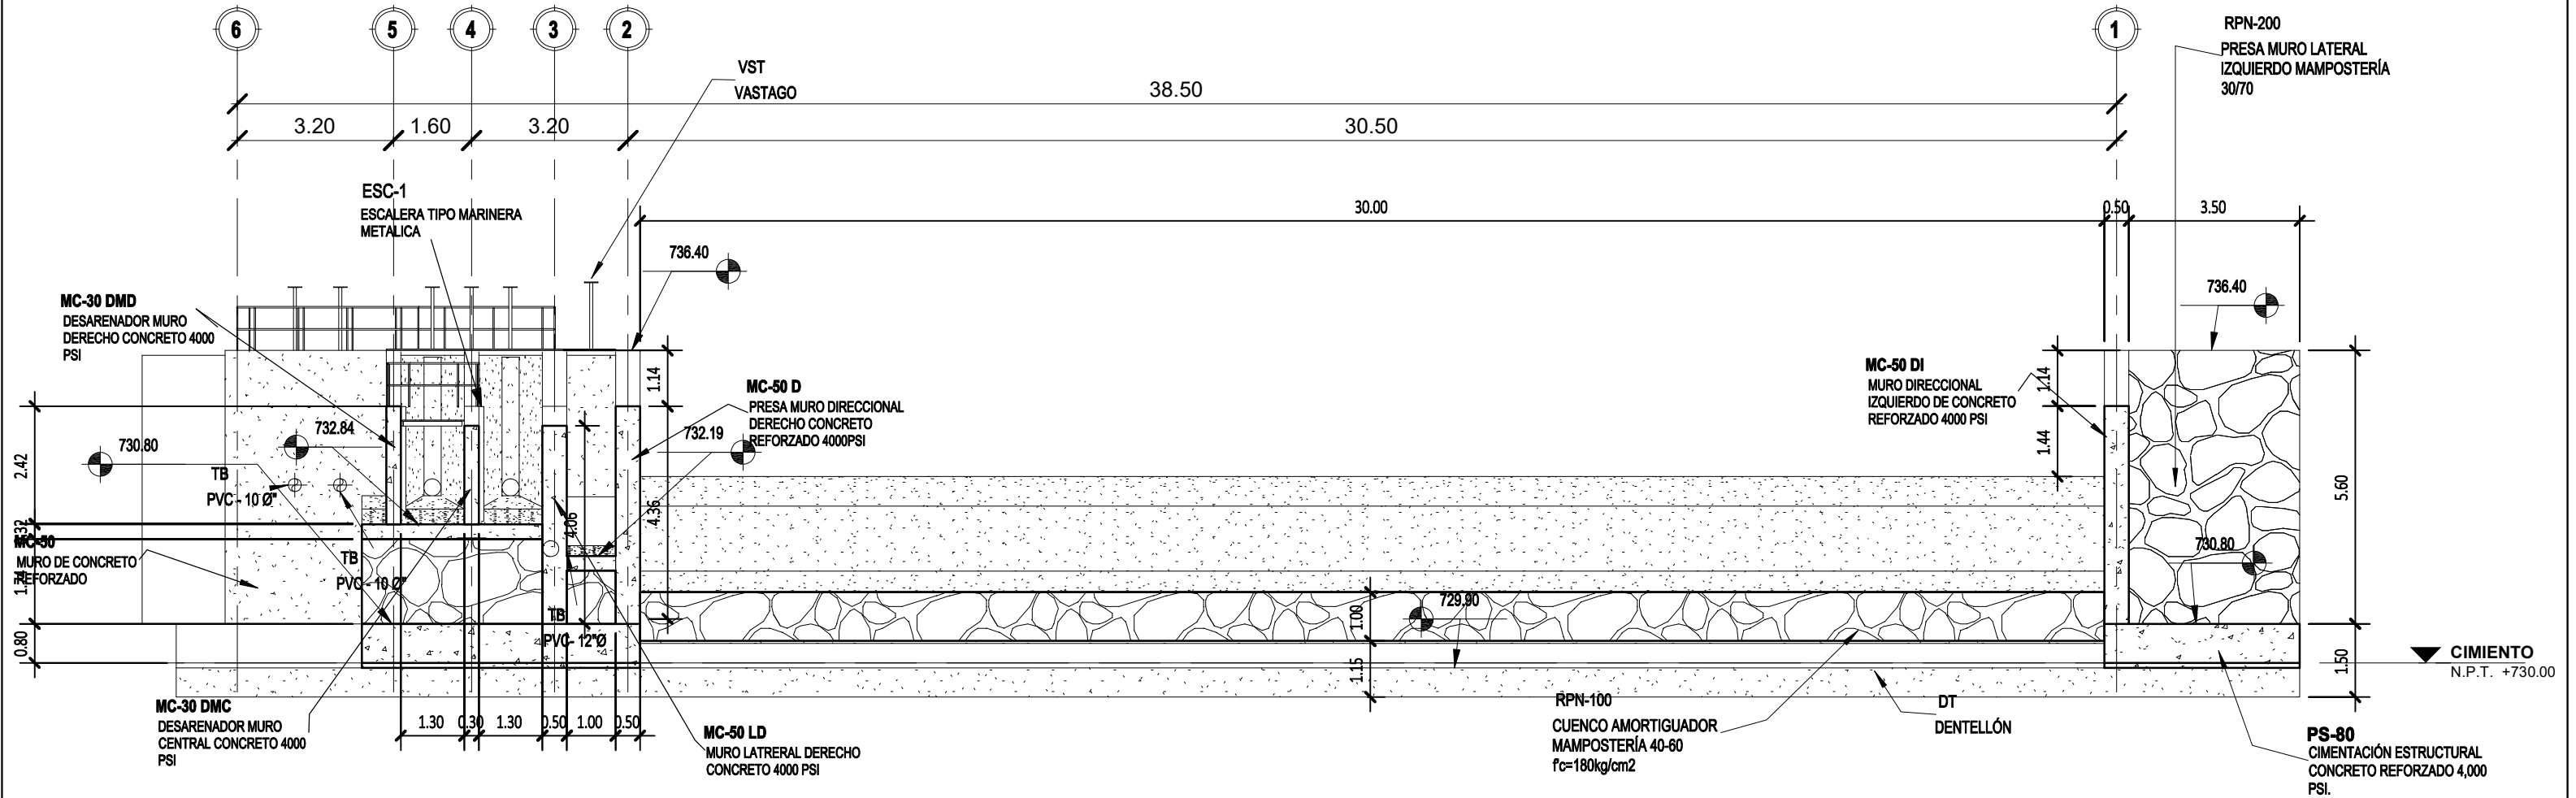 6
5
4
3
2
1
RPN-200
PRESA MURO LATERAL
IZQUIERDO MAMPOSTERÍA
30/70
VST
VASTAGO
38.50
3.20
1.60
3.20
30.50
ESC-1
ESCALERA TIPO MARINERA
METALICA
30.00
0.50
3.50
736.40
736.40
MC-30 DMD
DESARENADOR MURO
DERECHO CONCRETO 4000
PSI
1.14
MC-50 D
PRESA MURO DIRECCIONAL
DERECHO CONCRETO
REFORZADO 4000PSI
MC-50 DI
MURO DIRECCIONAL
IZQUIERDO DE CONCRETO
REFORZADO 4000 PSI
1.14
1.44
732.84
732.19
730.80
2.42
TB
PVC - 10 Ø"
4.06
4.36
5.60
.32
MC-50
MURO DE CONCRETO
REFORZADO
TB
PVC - 10 Ø"
730.80
1.74
TB
PVC- 12"Ø
0.80
1.00
729.90
1.15
1.50
CIMIENTO
N.P.T. +730.00
MC-30 DMC
DESARENADOR MURO
CENTRAL CONCRETO 4000
PSI
1.30
0.30
1.30
0.50
1.00
0.50
MC-50 LD
MURO LATRERAL DERECHO
CONCRETO 4000 PSI
RPN-100
CUENCO AMORTIGUADOR
MAMPOSTERÍA 40-60
f'c=180kg/cm2
DT
DENTELLÓN
PS-80
CIMENTACIÓN ESTRUCTURAL
CONCRETO REFORZADO 4,000
PSI.